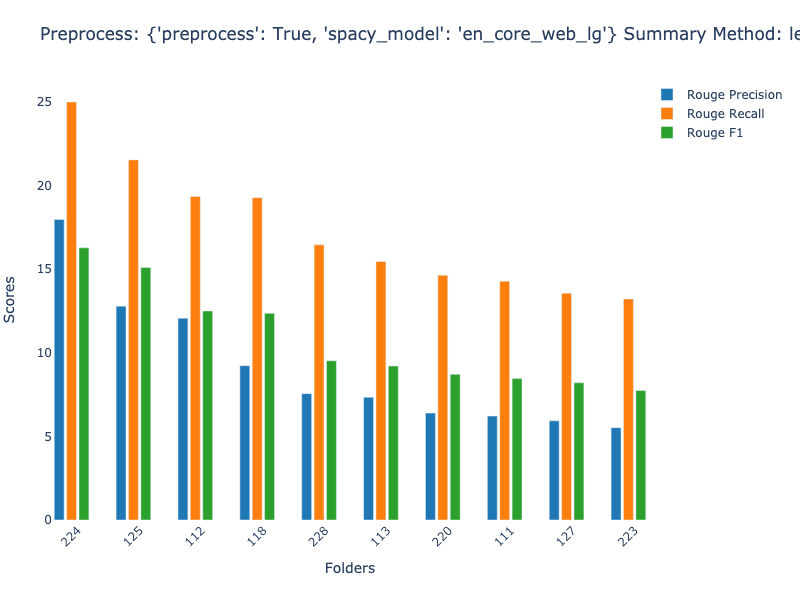 Preprocess: {'preprocess': True, 'spacy_model': 'en_core_web_lg'} Summary Method: le
Rouge Precision
Rouge Recall
Rouge F1
Scores
25
20
15
10
5
0
224 125 112 118 228 113 220 111 127 223
Folders